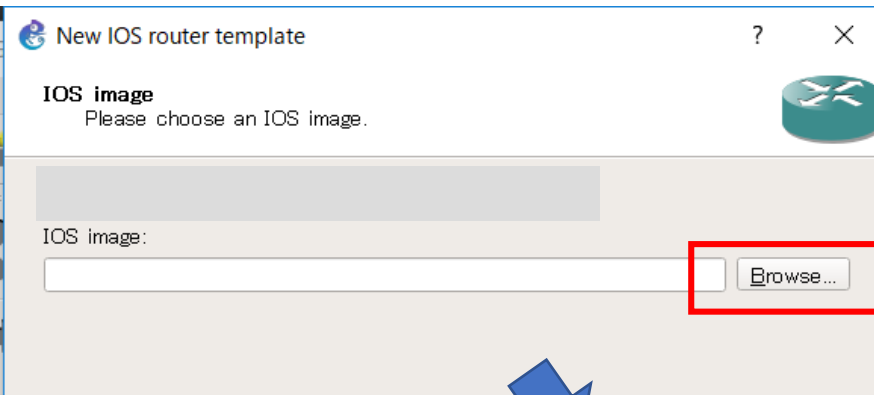 New IOS router template
?
IOS image
Please choose an IOS image.
IOS image:
Browse...